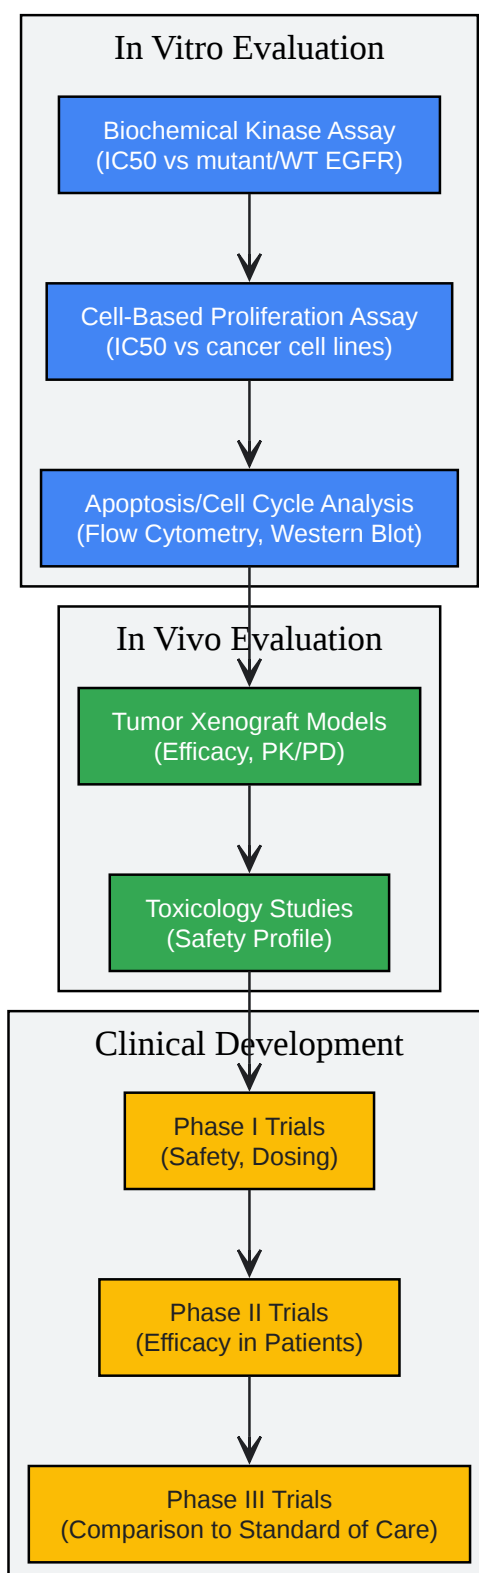 In Vitro Evaluation
Biochemical Kinase Assay
(IC50 vs mutant/WT EGFR)
Cell-Based Proliferation Assay
(IC50 vs cancer cell lines)
Apoptosis/Cell Cycle Analysis
(Flow Cytometry, Western Blot)
In Vivo Evaluation
Tumor Xenograft Models
(Efficacy, PK/PD)
Toxicology Studies
(Safety Profile)
Clinical Development
Phase I Trials
(Safety, Dosing)
Phase II Trials
(Efficacy in Patients)
Phase III Trials
(Comparison to Standard of Care)